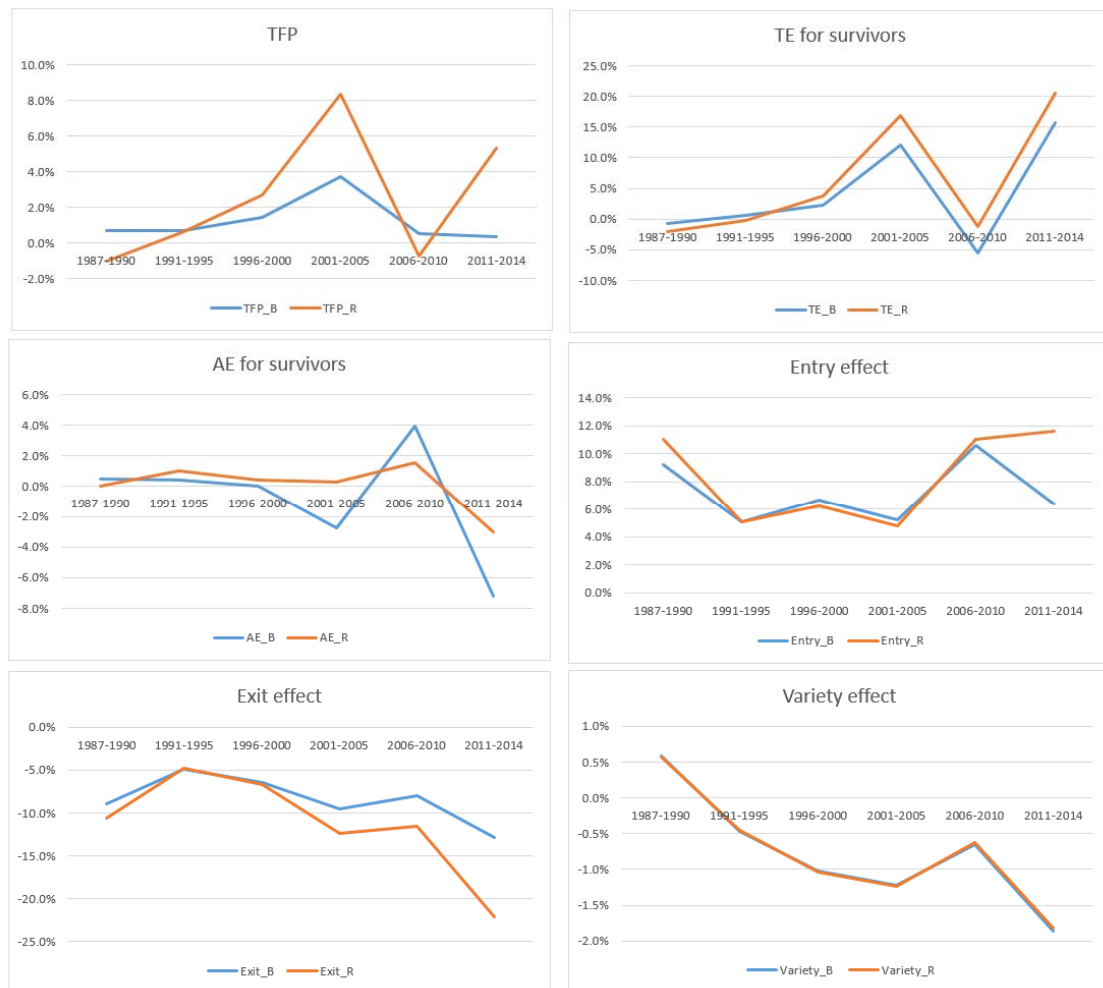 TFP
10.0%
8.0%
6.0%
4.0%
2.0%
0.0%
-2.0%
1987-1990 1991-1995 1996-2000 2001-2005 2006-2010 2011-2014
TFP_B TFP_R
TE for survivors
25.0%
20.0%
15.0%
10.0%
5.0%
0.0%
-5.0%
-10.0%
1987-1990 1991-1995 1996-2000 2001-2005 2006-2010 2011-2014
TE_B TE_R
AE for survivors
6.0%
4.0%
2.0%
0.0%
-2.0%
-4.0%
-6.0%
-8.0%
1987-1990 1991-1995 1996-2000 2001-2005 2006-2010 2011-2014
AE_B AE_R
Entry effect
14.0%
12.0%
10.0%
8.0%
6.0%
4.0%
2.0%
0.0%
1987-1990 1991-1995 1996-2000 2001-2005 2006-2010 2011-2014
Entry_B Entry_R
Exit effect
0.0%
-5.0%
-10.0%
-15.0%
-20.0%
-25.0%
1987-1990 1991-1995 1996-2000 2001-2005 2006-2010 2011-2014
Exit_B Exit_R
Variety effect
1.0%
0.5%
0.0%
-0.5%
-1.0%
-1.5%
-2.0%
1987-1990 1991-1995 1996-2000 2001-2005 2006-2010 2011-2014
Variety_B Variety_R